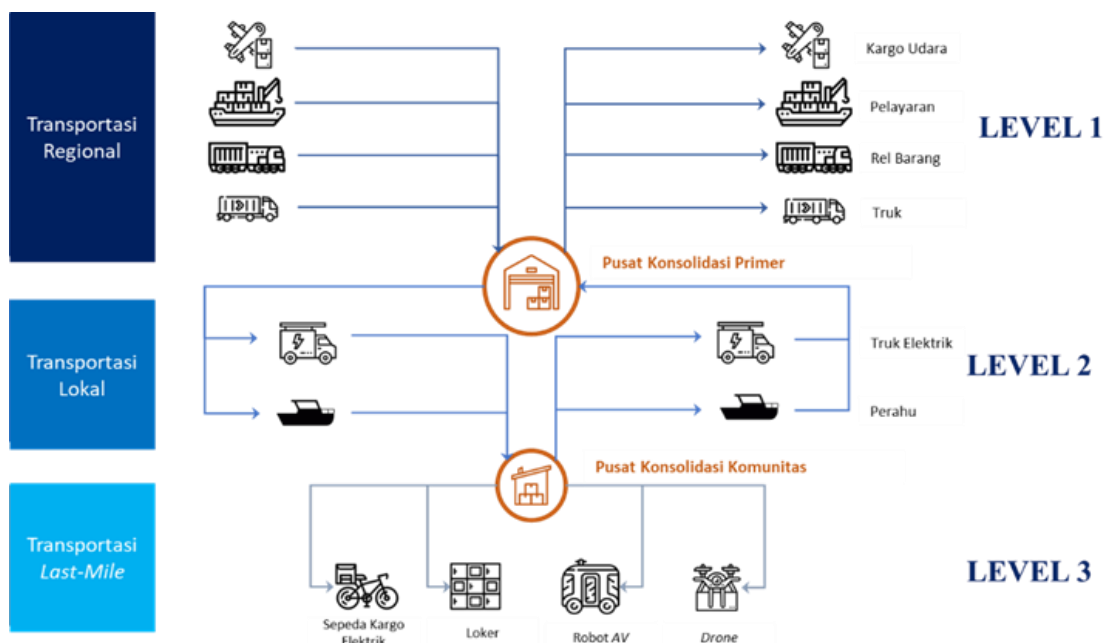 Transportasi
Regional
Kargo Udara
Pelayaran
Rel Barang
Truk
LEVEL 1
Pusat Konsolidasi Primer
Transportasi
Lokal
Truk Elektrik
Perahu
LEVEL 2
Pusat Konsolidasi Komunitas
Transportasi
Last-Mile
LEVEL 3
Sepeda Kargo
Elektrik
Loker
Robot AV
Drone